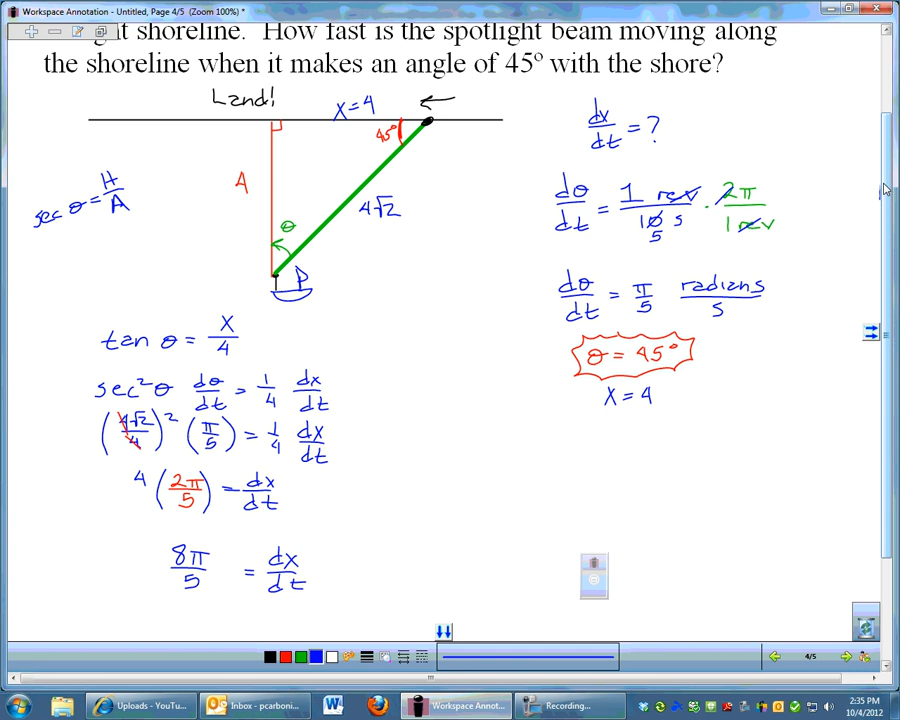 Workspace Annotation - Untitled, Page 4/5 (Zoom 100%) *
t shoreline. How fast is the spotlight beam moving along
the shoreline when it makes an angle of 45° with the shore?
Land!
x=4
45°
A
θ
4√2
P
sec θ = H/A
dx/dt = ?
dθ/dt = 1 rev/10 s · 2π/1 rev
5
dθ/dt = π/5 radians/s
θ = 45°
x = 4
tan θ = x/4
sec²θ dθ/dt = 1/4 dx/dt
(4√2/4)² (π/5) = 1/4 dx/dt
4 (2π/5) = dx/dt
8π/5 = dx/dt
4/5
Uploads - YouTu...
Inbox - pcarboni...
Workspace Annot...
Recording...
2:35 PM
10/4/2012